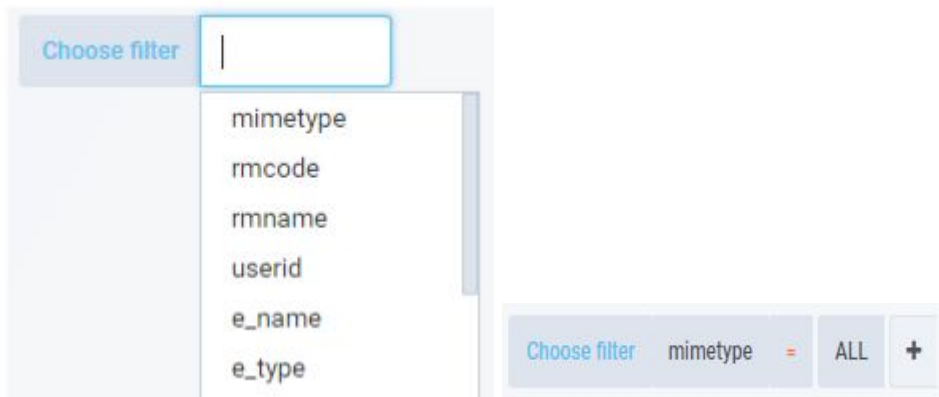 Choose filter
mimetype
rmcode
rmname
userid
e_name
e_type
Choose filter mimetype = ALL +